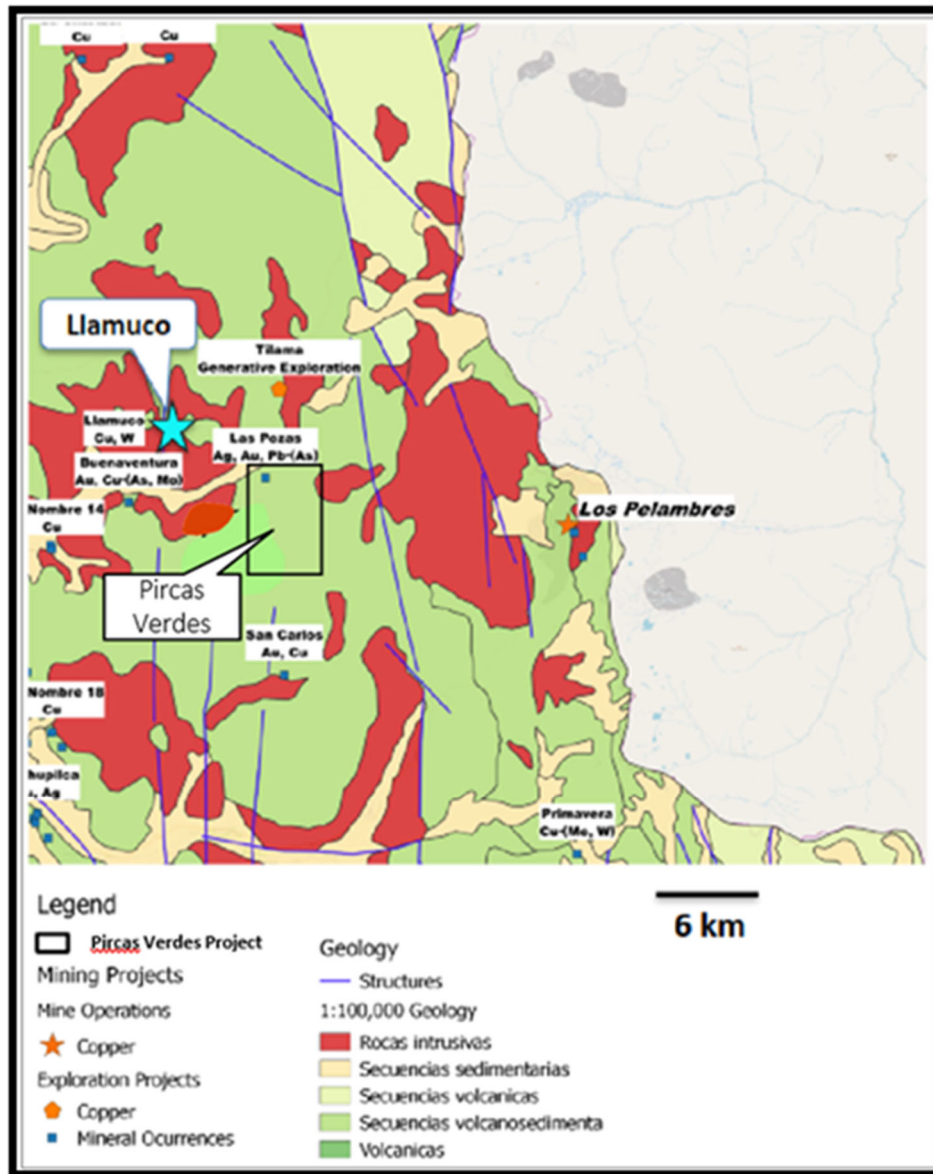 Cu
Cu
Llamuco
Tilama
Generative Exploration
Llamuco
Cu, W
Las Pozas
Ag, Au, Pb-(As)
Buenaventura
Au, Cu-(As, Mo)
Nombre 14
Cu
Los Pelambres
Pircas
Verdes
San Carlos
Au, Cu
Nombre 18
Cu
hupilca
, Ag
Primavera
Cu-(Mo, W)
6 km
Legend
Pircas Verdes Project
Mining Projects
Mine Operations
Copper
Exploration Projects
Copper
Mineral Ocurrences
Geology
Structures
1:100,000 Geology
Rocas intrusivas
Secuencias sedimentarias
Secuencias volcanicas
Secuencias volcanosedimenta
Volcanicas